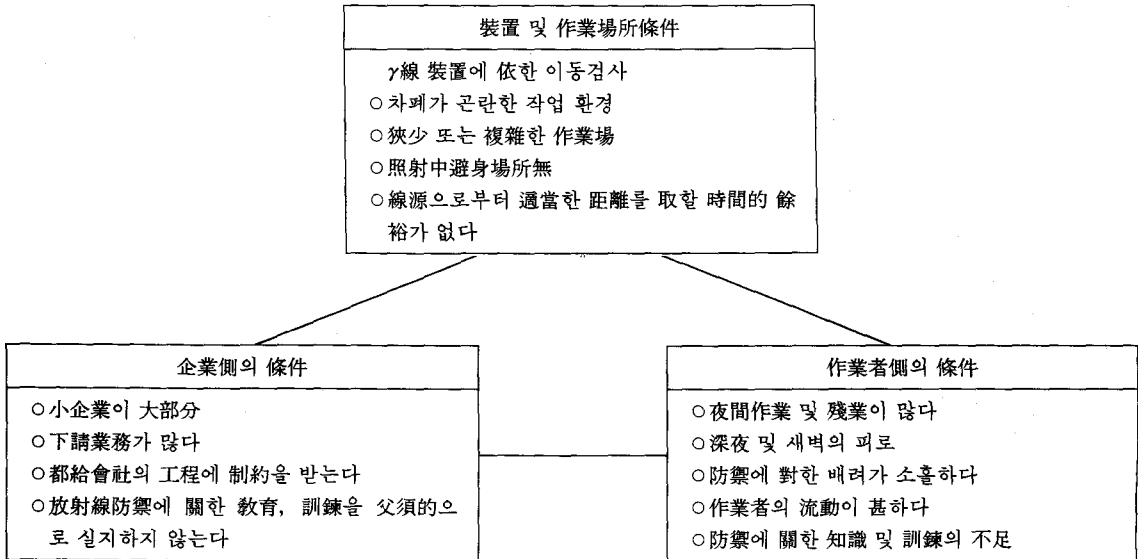 裝置 및 作業場所條件
γ線 裝置에 依한 이동검사
○차폐가 곤란한 작업 환경
○狹少 또는 複雜한 作業場
○照射中避身場所無
○線源으로부터 適當한 距離를 取할 時間的 餘
裕가 없다
企業側의 條件
○小企業이 大部分
○下請業務가 많다
○都給會社의 工程에 制約을 받는다
○放射線防禦에 關한 敎育, 訓鍊을 父須的으
로 실지하지 않는다
作業者側의 條件
○夜間作業 및 殘業이 많다
○深夜 및 새벽의 피로
○防禦에 對한 배려가 소홀하다
○作業者의 流動이 甚하다
○防禦에 關한 知識 및 訓鍊의 不足